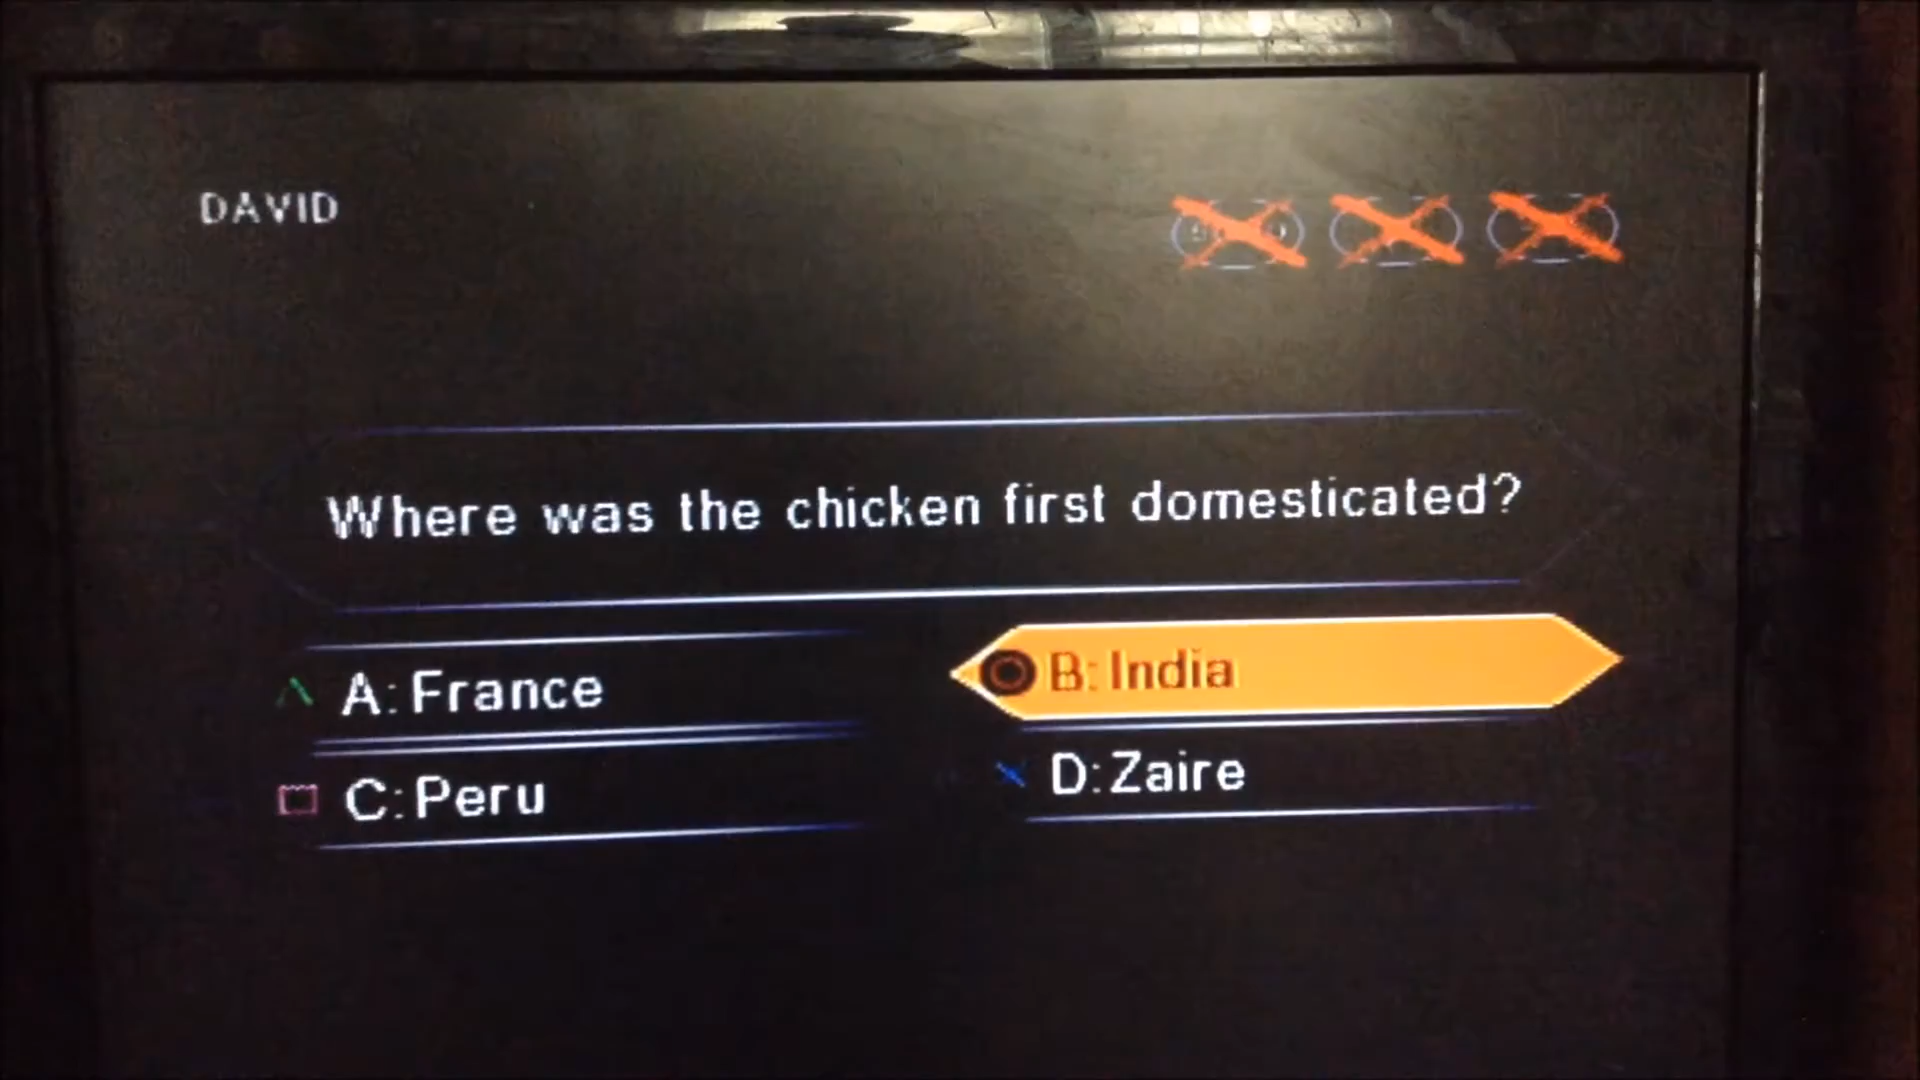 DAVID
Where was the chicken first domesticated?
A: France
B: India
C: Peru
D: Zaire